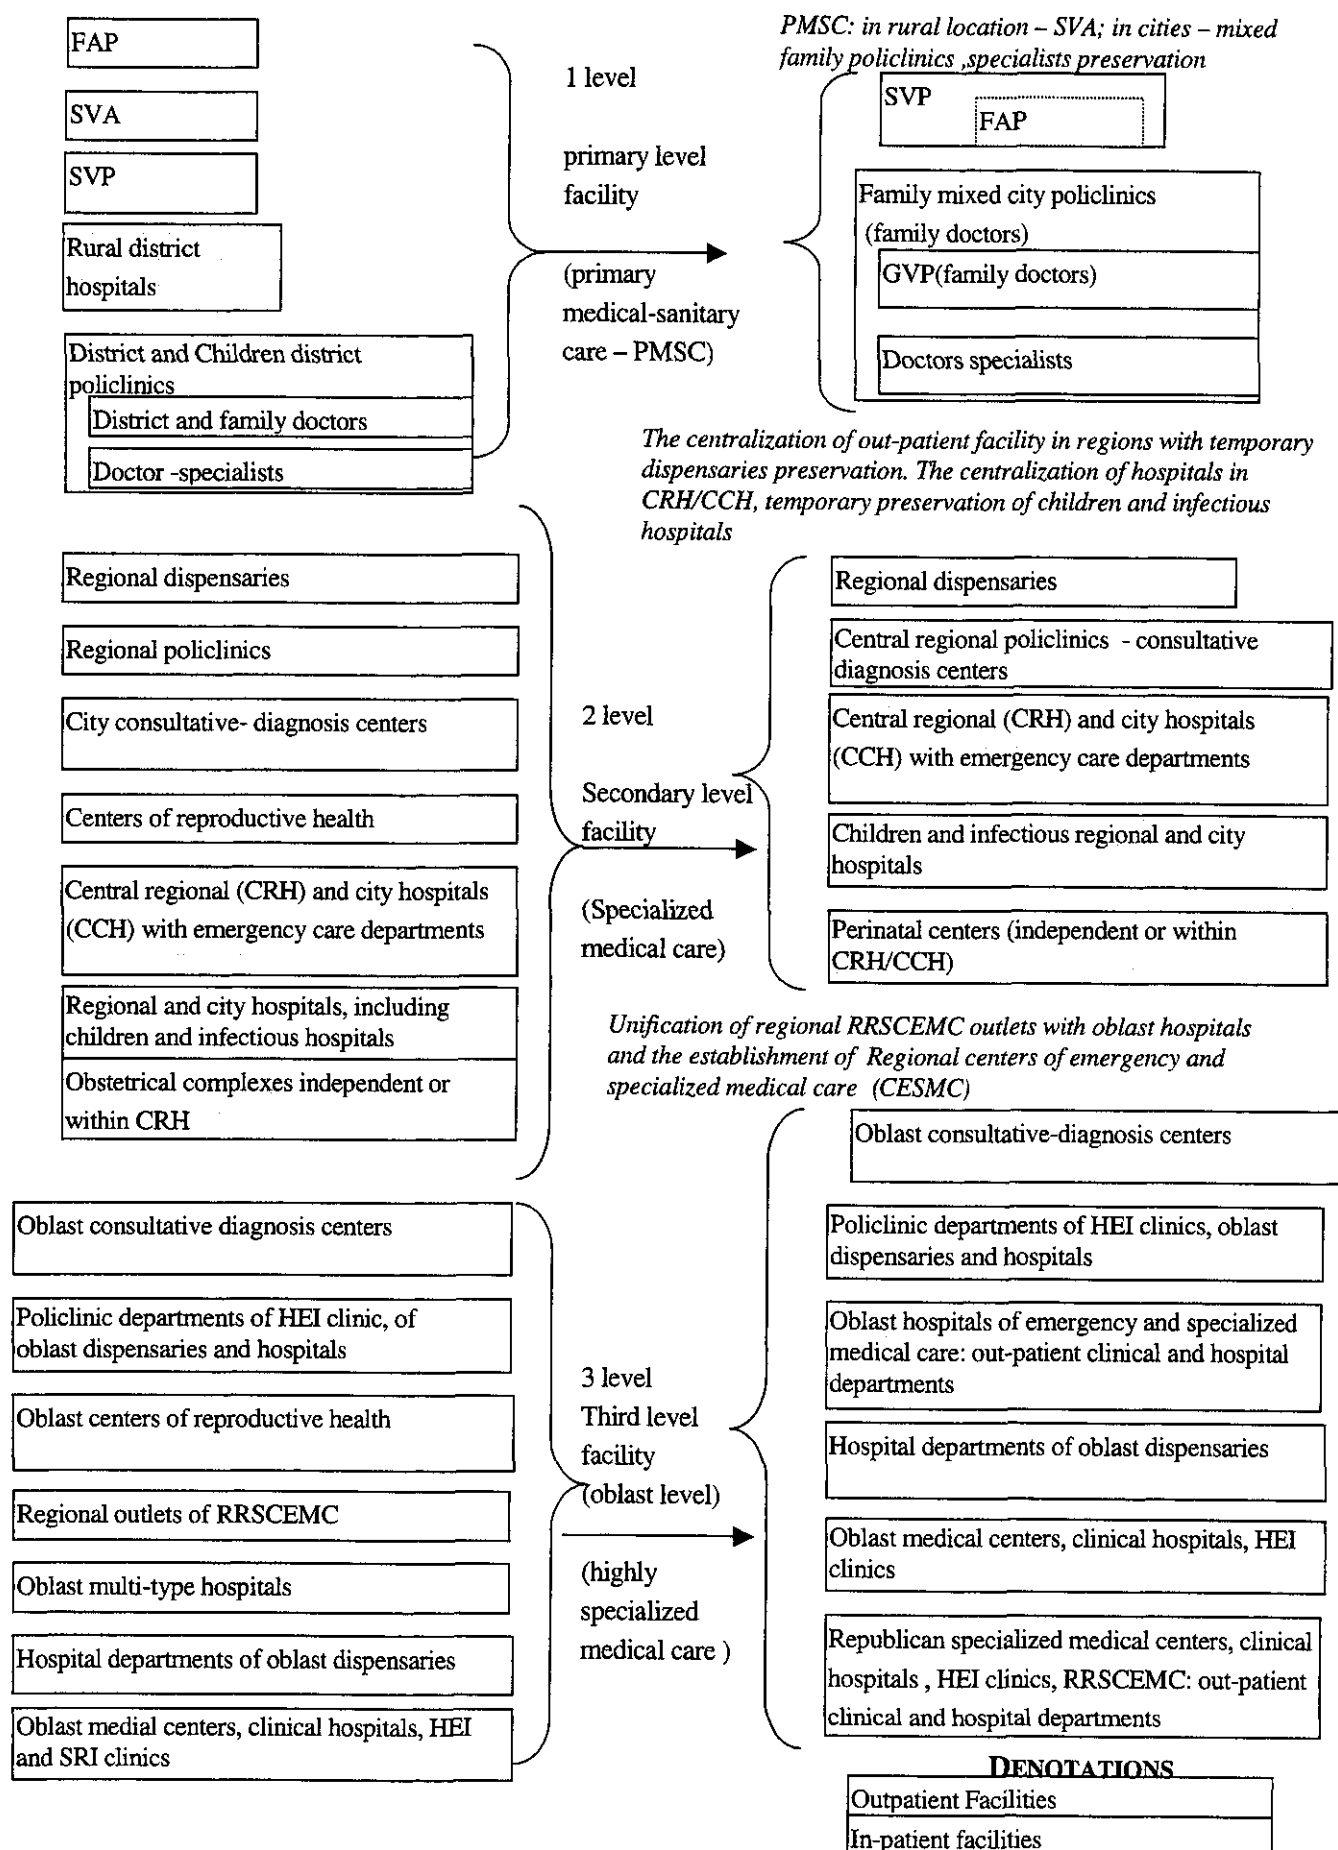 FAP
SVA
SVP
Rural district
hospitals
District and Children district
policlinics
District and family doctors
Doctor -specialists
1 level
primary level
facility
(primary
medical-sanitary
care – PMSC)
PMSC: in rural location – SVA; in cities – mixed
family policlinics ,specialists preservation
SVP
FAP
Family mixed city policlinics
(family doctors)
GVP(family doctors)
Doctors specialists
The centralization of out-patient facility in regions with temporary
dispensaries preservation. The centralization of hospitals in
CRH/CCH, temporary preservation of children and infectious
hospitals
Regional dispensaries
Regional policlinics
City consultative- diagnosis centers
Centers of reproductive health
Central regional (CRH) and city hospitals
(CCH) with emergency care departments
Regional and city hospitals, including
children and infectious hospitals
Obstetrical complexes independent or
within CRH
2 level
Secondary level
facility
(Specialized
medical care)
Regional dispensaries
Central regional policlinics - consultative
diagnosis centers
Central regional (CRH) and city hospitals
(CCH) with emergency care departments
Children and infectious regional and city
hospitals
Perinatal centers (independent or within
CRH/CCH)
Unification of regional RRSCEMC outlets with oblast hospitals
and the establishment of Regional centers of emergency and
specialized medical care (CESMC)
Oblast consultative diagnosis centers
Policlinic departments of HEI clinic, of
oblast dispensaries and hospitals
Oblast centers of reproductive health
Regional outlets of RRSCEMC
Oblast multi-type hospitals
Hospital departments of oblast dispensaries
Oblast medial centers, clinical hospitals, HEI
and SRI clinics
3 level
Third level
facility
(oblast level)
(highly
specialized
medical care )
Oblast consultative-diagnosis centers
Policlinic departments of HEI clinics, oblast
dispensaries and hospitals
Oblast hospitals of emergency and specialized
medical care: out-patient clinical and hospital
departments
Hospital departments of oblast dispensaries
Oblast medical centers, clinical hospitals, HEI
clinics
Republican specialized medical centers, clinical
hospitals , HEI clinics, RRSCEMC: out-patient
clinical and hospital departments
DENOTATIONS
Outpatient Facilities
In-patient facilities